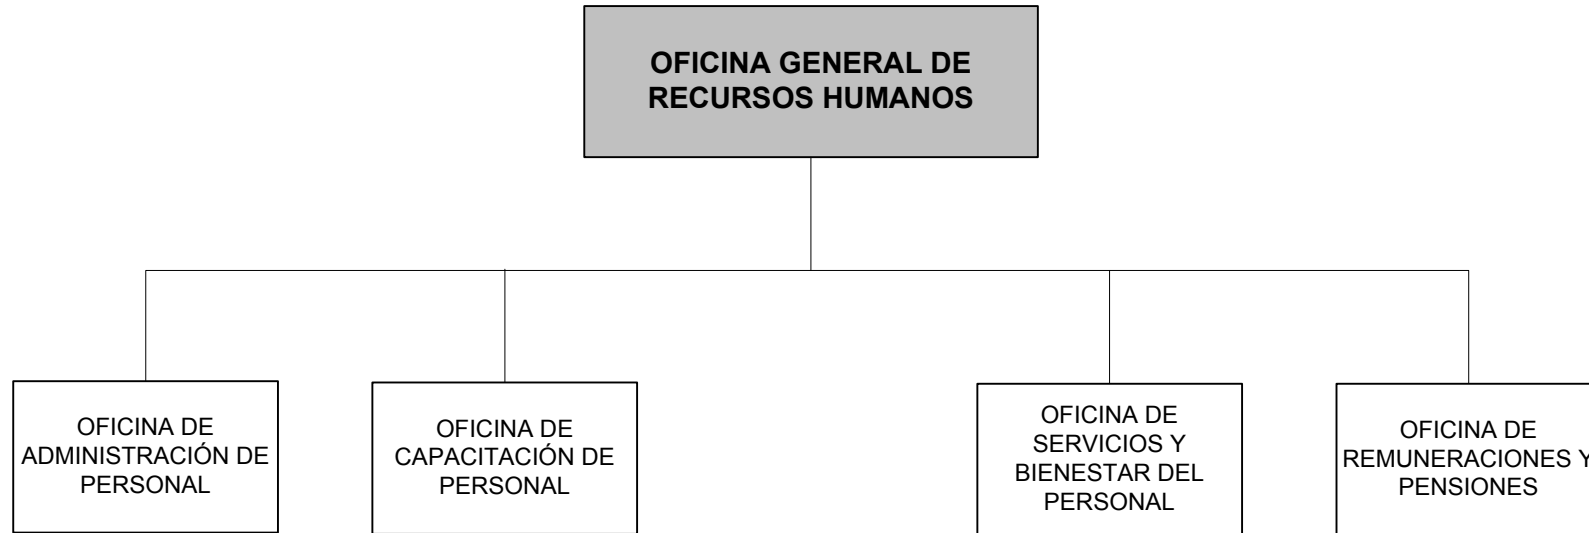 OFICINA GENERAL DE
RECURSOS HUMANOS
OFICINA DE
ADMINISTRACIÓN DE
PERSONAL
OFICINA DE
CAPACITACIÓN DE
PERSONAL
OFICINA DE
SERVICIOS Y
BIENESTAR DEL
PERSONAL
OFICINA DE
REMUNERACIONES Y
PENSIONES